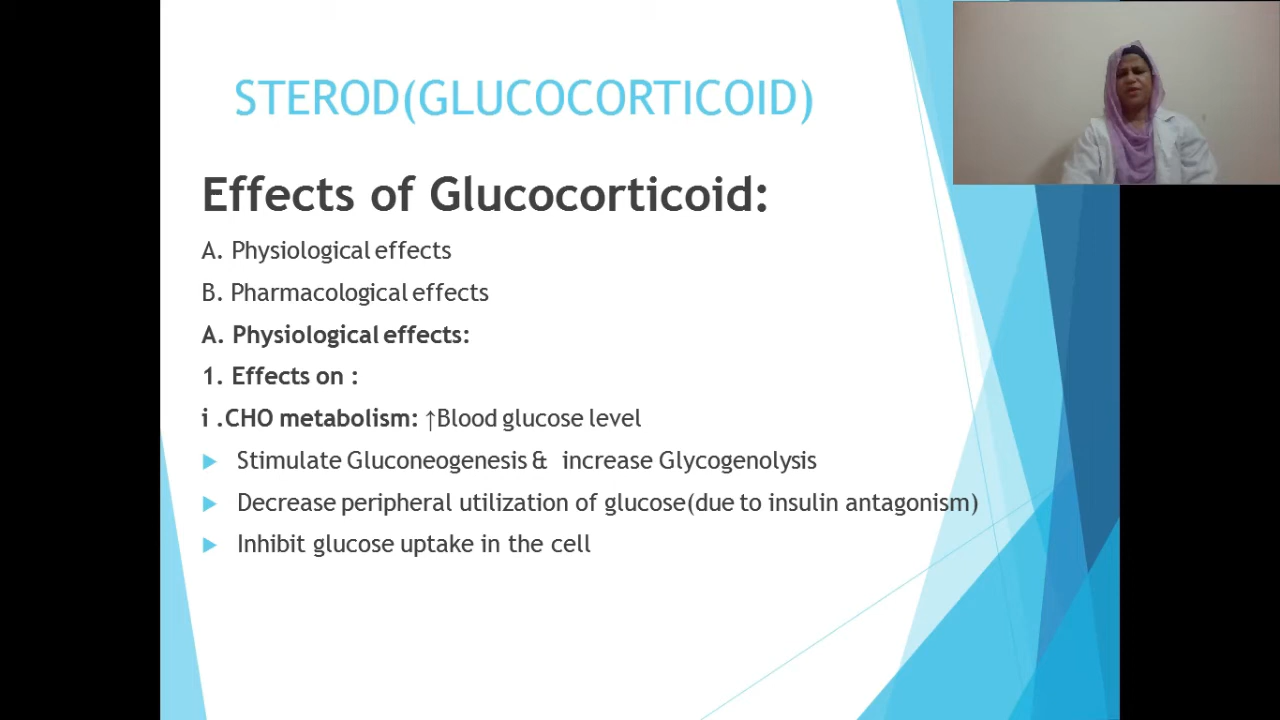 STEROD(GLUCOCORTICOID)
Effects of Glucocorticoid:
A. Physiological effects
B. Pharmacological effects
A. Physiological effects:
1. Effects on :
i .CHO metabolism: ↑Blood glucose level
Stimulate Gluconeogenesis & increase Glycogenolysis
Decrease peripheral utilization of glucose(due to insulin antagonism)
Inhibit glucose uptake in the cell